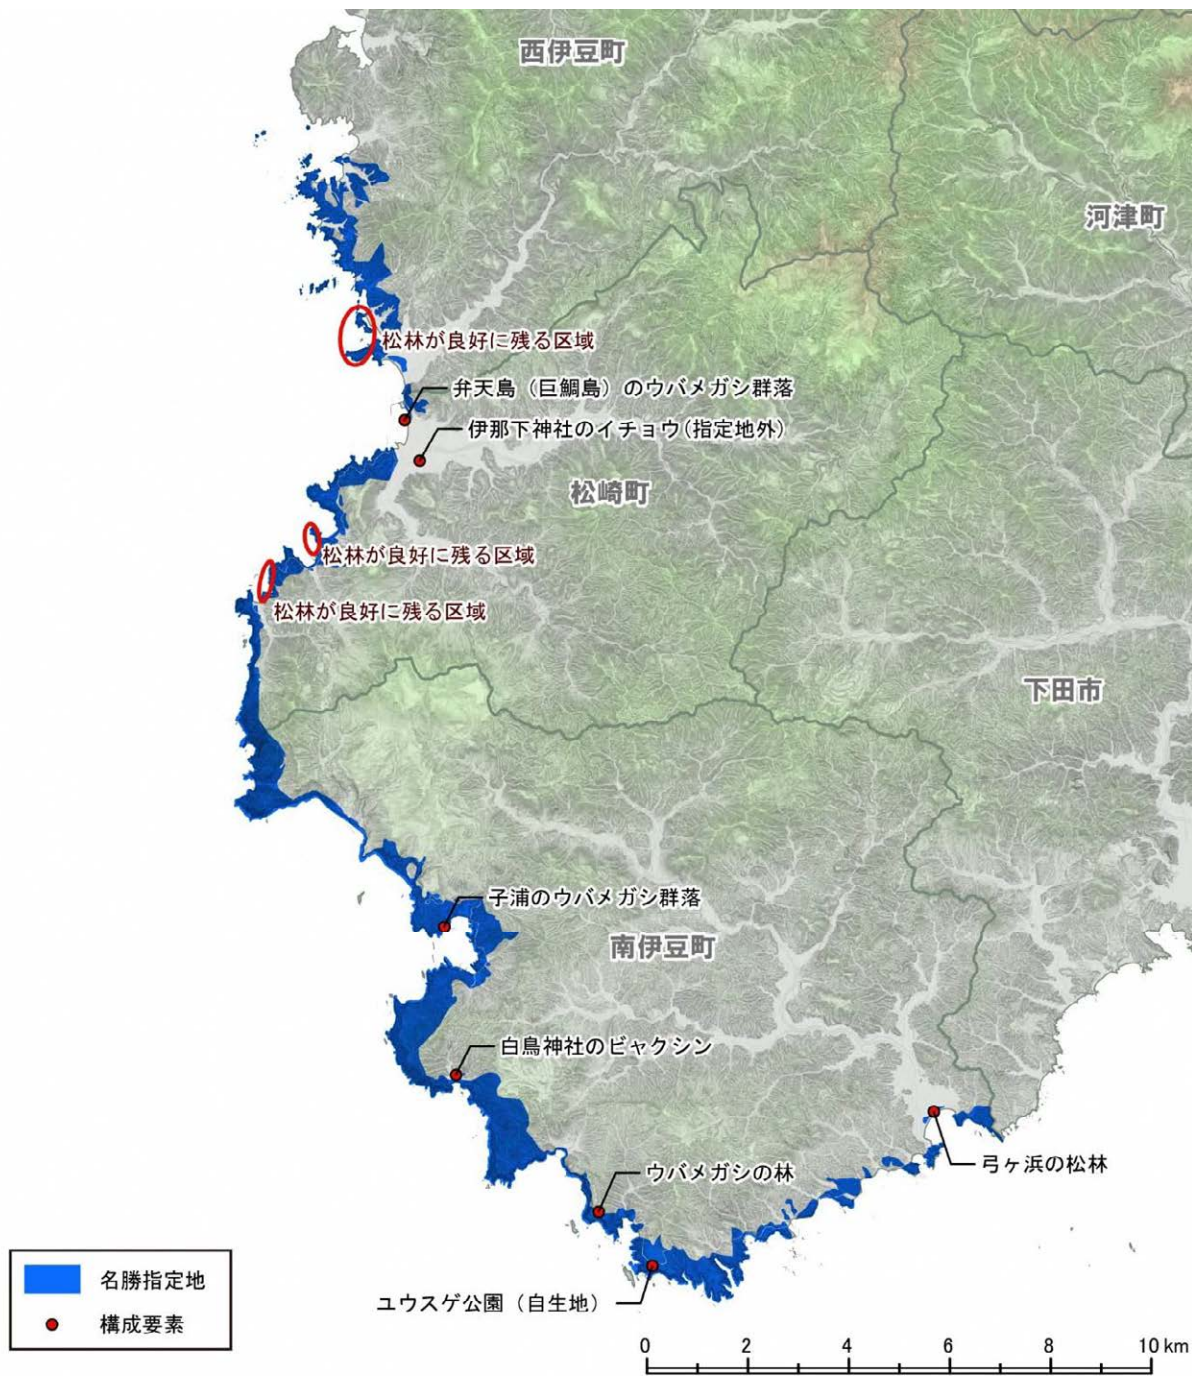 西伊豆町
河津町
松林が良好に残る区域
弁天島（巨鯛島）のウバメガシ群落
伊那下神社のイチョウ(指定地外)
松崎町
松林が良好に残る区域
松林が良好に残る区域
下田市
子浦のウバメガシ群落
南伊豆町
白鳥神社のビャクシン
弓ヶ浜の松林
ウバメガシの林
ユウスゲ公園（自生地）
名勝指定地
構成要素
0 2 4 6 8 10 km